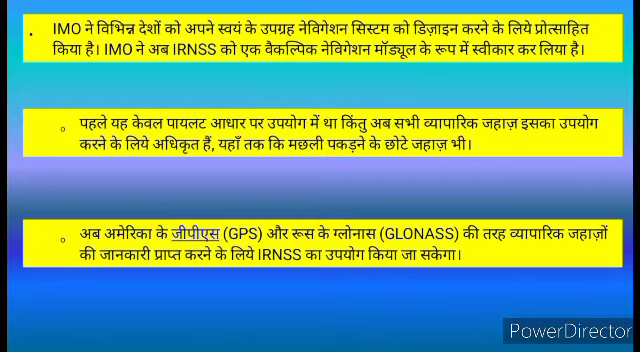 IMO ने विभिन्न देशों को अपने स्वयं के उपग्रह नेविगेशन सिस्टम को डिज़ाइन करने के लिये प्रोत्साहित
किया है। IMO ने अब IRNSS को एक वैकल्पिक नेविगेशन मॉड्यूल के रूप में स्वीकार कर लिया है।
पहले यह केवल पायलट आधार पर उपयोग में था किंतु अब सभी व्यापारिक जहाज़ इसका उपयोग
करने के लिये अधिकृत हैं, यहाँ तक कि मछली पकड़ने के छोटे जहाज़ भी।
अब अमेरिका के जीपीएस (GPS) और रूस के ग्लोनास (GLONASS) की तरह व्यापारिक जहाज़ों
की जानकारी प्राप्त करने के लिये IRNSS का उपयोग किया जा सकेगा।
PowerDirector